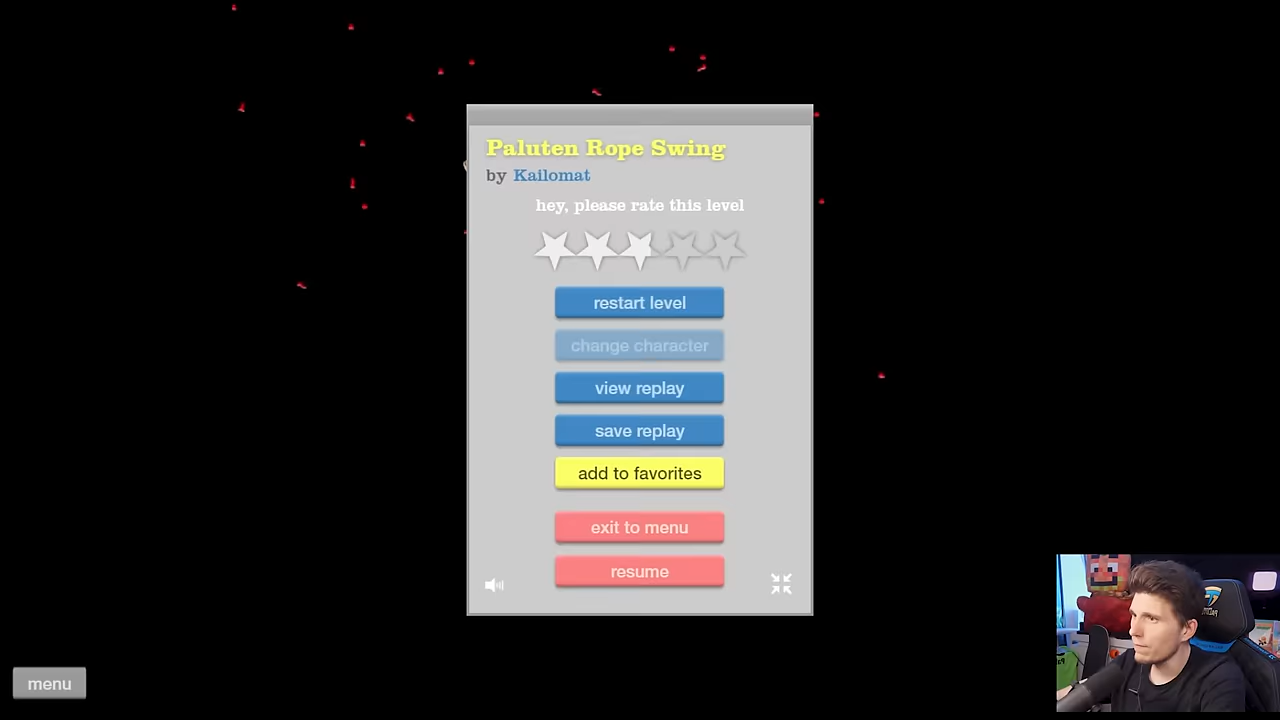 Paluten Rope Swing
by Kailomat
hey, please rate this level
restart level
change character
view replay
save replay
add to favorites
exit to menu
resume
menu